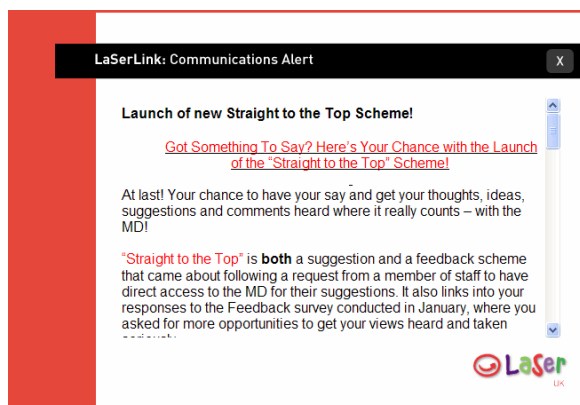 LaSerLink: Communications Alert
X
Launch of new Straight to the Top Scheme!
Got Something To Say? Here's Your Chance with the Launch
of the "Straight to the Top" Scheme!
At last! Your chance to have your say and get your thoughts, ideas,
suggestions and comments heard where it really counts – with the
MD!
"Straight to the Top" is both a suggestion and a feedback scheme
that came about following a request from a member of staff to have
direct access to the MD for their suggestions. It also links into your
responses to the Feedback survey conducted in January, where you
asked for more opportunities to get your views heard and taken
LaSer
UK